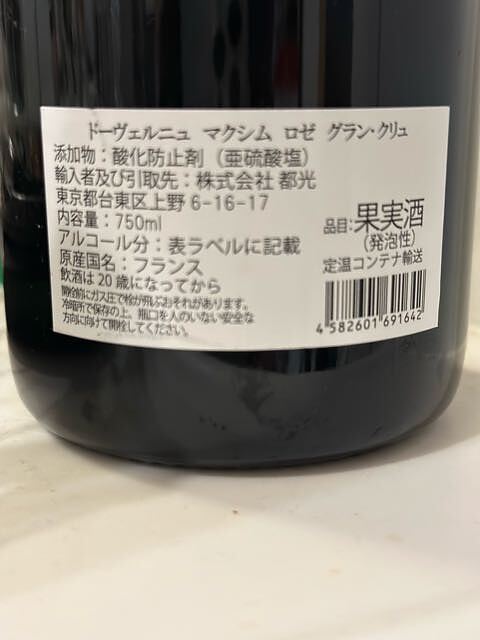 ドーヴェルニュ マクシム ロゼ グラン・クリュ
添加物：酸化防止剤（亜硫酸塩）
輸入者及び引取先：株式会社 都光
東京都台東区上野 6-16-17
内容量：750ml
アルコール分：表ラベルに記載
原産国名：フランス
飲酒は20歳になってから
開栓前にガス圧で栓が飛ぶおそれがあります。
冷暗所で保存の上、瓶口を人のいない安全な
方向に向けて開栓してください。
品目:果実酒
（発泡性）
定温コンテナ輸送
4 582601 691642